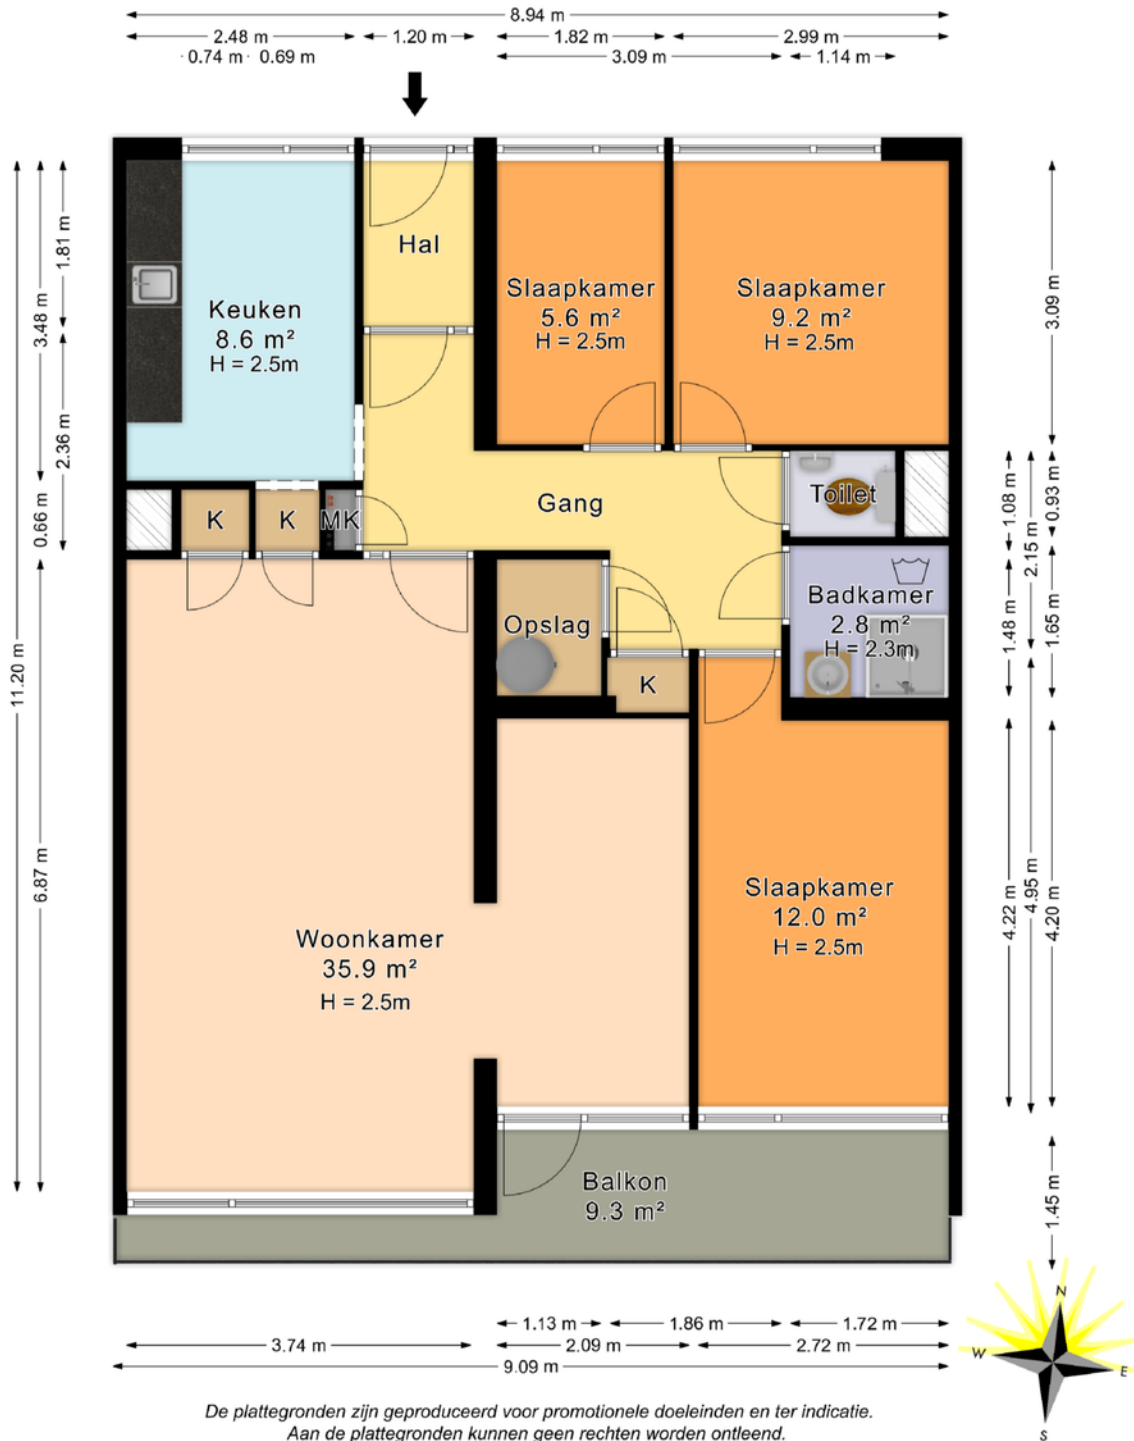 8.94 m
2.48 m
1.20 m
1.82 m
2.99 m
0.74 m
0.69 m
3.09 m
1.14 m
11.20 m
3.48 m
0.66 m
6.87 m
1.81 m
2.36 m
Hal
Keuken
8.6 m²
H = 2.5m
Slaapkamer
5.6 m²
H = 2.5m
Slaapkamer
9.2 m²
H = 2.5m
3.09 m
K
K
MK
Gang
Toilet
1.08 m
2.15 m
0.93 m
Opslag
K
Badkamer
2.8 m²
H = 2.3m
1.48 m
1.65 m
Woonkamer
35.9 m²
H = 2.5m
Slaapkamer
12.0 m²
H = 2.5m
4.22 m
4.95 m
4.20 m
Balkon
9.3 m²
1.45 m
N
W
E
S
1.13 m
1.86 m
1.72 m
3.74 m
2.09 m
2.72 m
9.09 m
De plattegronden zijn geproduceerd voor promotionele doeleinden en ter indicatie.
Aan de plattegronden kunnen geen rechten worden ontleend.